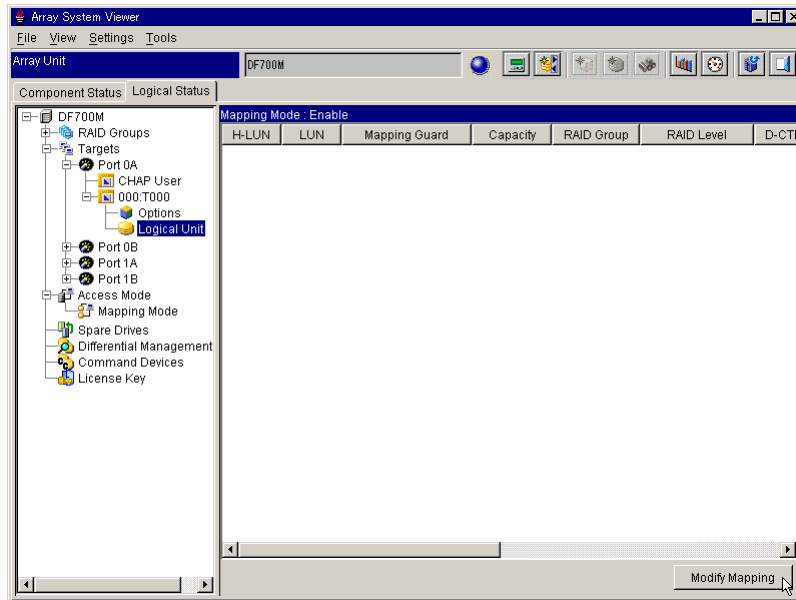 Array System Viewer
File View Settings Tools
Array Unit
DF700M
Component Status Logical Status
DF700M
RAID Groups
Targets
Port 0A
CHAP User
000:T000
Options
Logical Unit
Port 0B
Port 1A
Port 1B
Access Mode
Mapping Mode
Spare Drives
Differential Management
Command Devices
License Key
Mapping Mode : Enable
H-LUN LUN Mapping Guard Capacity RAID Group RAID Level D-CTL
Modify Mapping